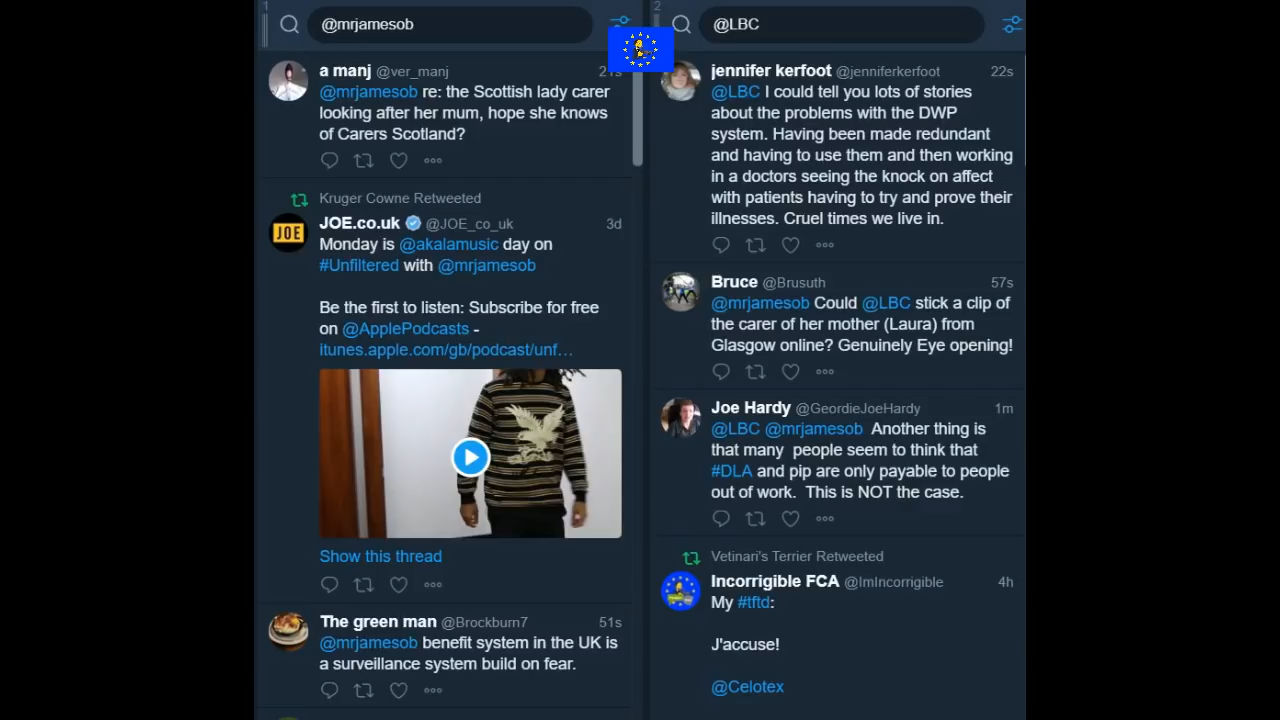 1
@mrjamesob
a manj @ver_manj 21s
@mrjamesob re: the Scottish lady carer
looking after her mum, hope she knows
of Carers Scotland?
Kruger Cowne Retweeted
JOE
JOE.co.uk @JOE_co_uk 3d
Monday is @akalamusic day on
#Unfiltered with @mrjamesob
Be the first to listen: Subscribe for free
on @ApplePodcasts -
itunes.apple.com/gb/podcast/unf…
Show this thread
The green man @Brockburn7 51s
@mrjamesob benefit system in the UK is
a surveillance system build on fear.
2
@LBC
jennifer kerfoot @jenniferkerfoot 22s
@LBC I could tell you lots of stories
about the problems with the DWP
system. Having been made redundant
and having to use them and then working
in a doctors seeing the knock on affect
with patients having to try and prove their
illnesses. Cruel times we live in.
Bruce @Brusuth 57s
@mrjamesob Could @LBC stick a clip of
the carer of her mother (Laura) from
Glasgow online? Genuinely Eye opening!
Joe Hardy @GeordieJoeHardy 1m
@LBC @mrjamesob Another thing is
that many people seem to think that
#DLA and pip are only payable to people
out of work. This is NOT the case.
Vetinari's Terrier Retweeted
Incorrigible FCA @ImIncorrigible 4h
My #tftd:
J'accuse!
@Celotex